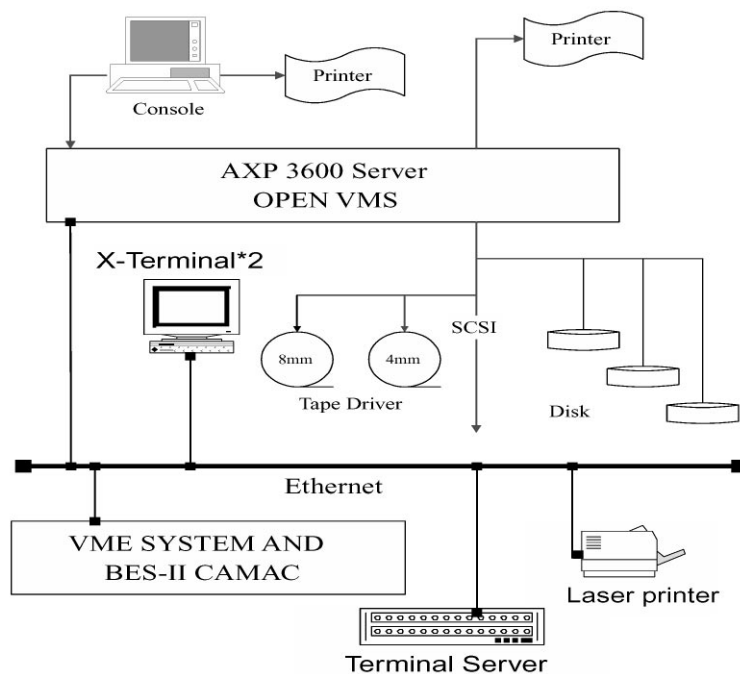 Printer
Printer
Console
AXP 3600 Server
OPEN VMS
X-Terminal*2
SCSI
8mm
4mm
Tape Driver
Disk
Ethernet
VME SYSTEM AND
BES-II CAMAC
Laser printer
Terminal Server